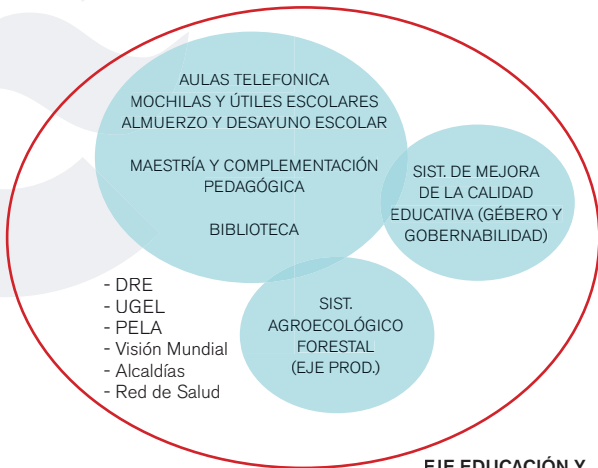 AULAS TELEFONICA
MOCHILAS Y ÚTILES ESCOLARES
ALMUERZO Y DESAYUNO ESCOLAR
MAESTRÍA Y COMPLEMENTACIÓN
PEDAGÓGICA
BIBLIOTECA
SIST. DE MEJORA
DE LA CALIDAD
EDUCATIVA (GÉBERO Y
GOBERNABILIDAD)
- DRE
- UGEL
- PELA
- Visión Mundial
- Alcaldías
- Red de Salud
SIST.
AGROECOLÓGICO
FORESTAL
(EJE PROD.)
EJE EDUCACIÓN Y